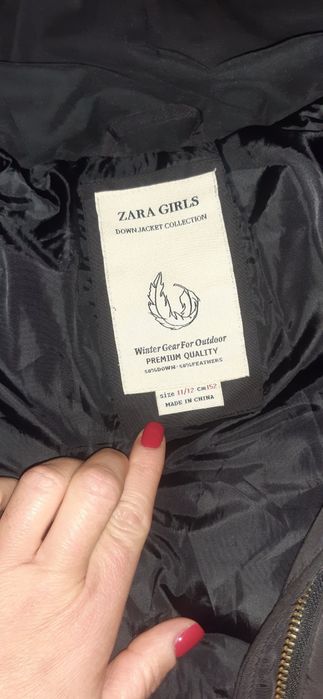 ZARA GIRLS
DOWN JACKET COLLECTION
Winter Gear For Outdoor
PREMIUM QUALITY
50%DOWN-50%FEATHERS
size 11/12 - cm152
MADE IN CHINA